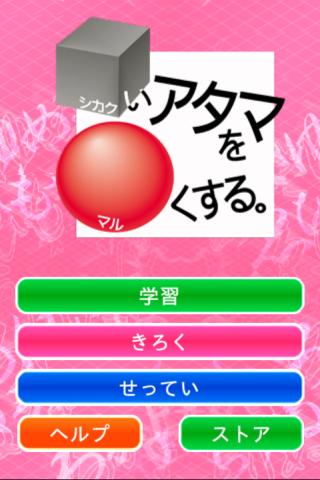 シカクいアタマを
マルくする。
学習
きろく
せってい
ヘルプ
ストア